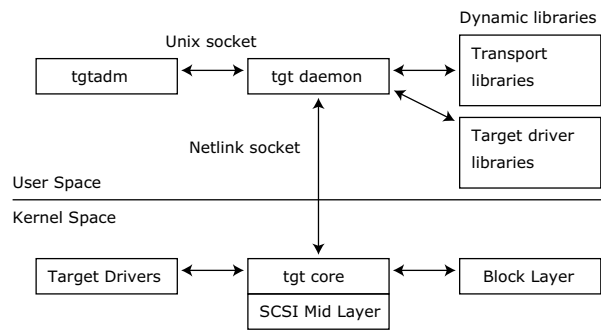 Dynamic libraries
Unix socket
Transport
libraries
tgtadm
tgt daemon
Target driver
libraries
Netlink socket
User Space
Kernel Space
Target Drivers
tgt core
Block Layer
SCSI Mid Layer